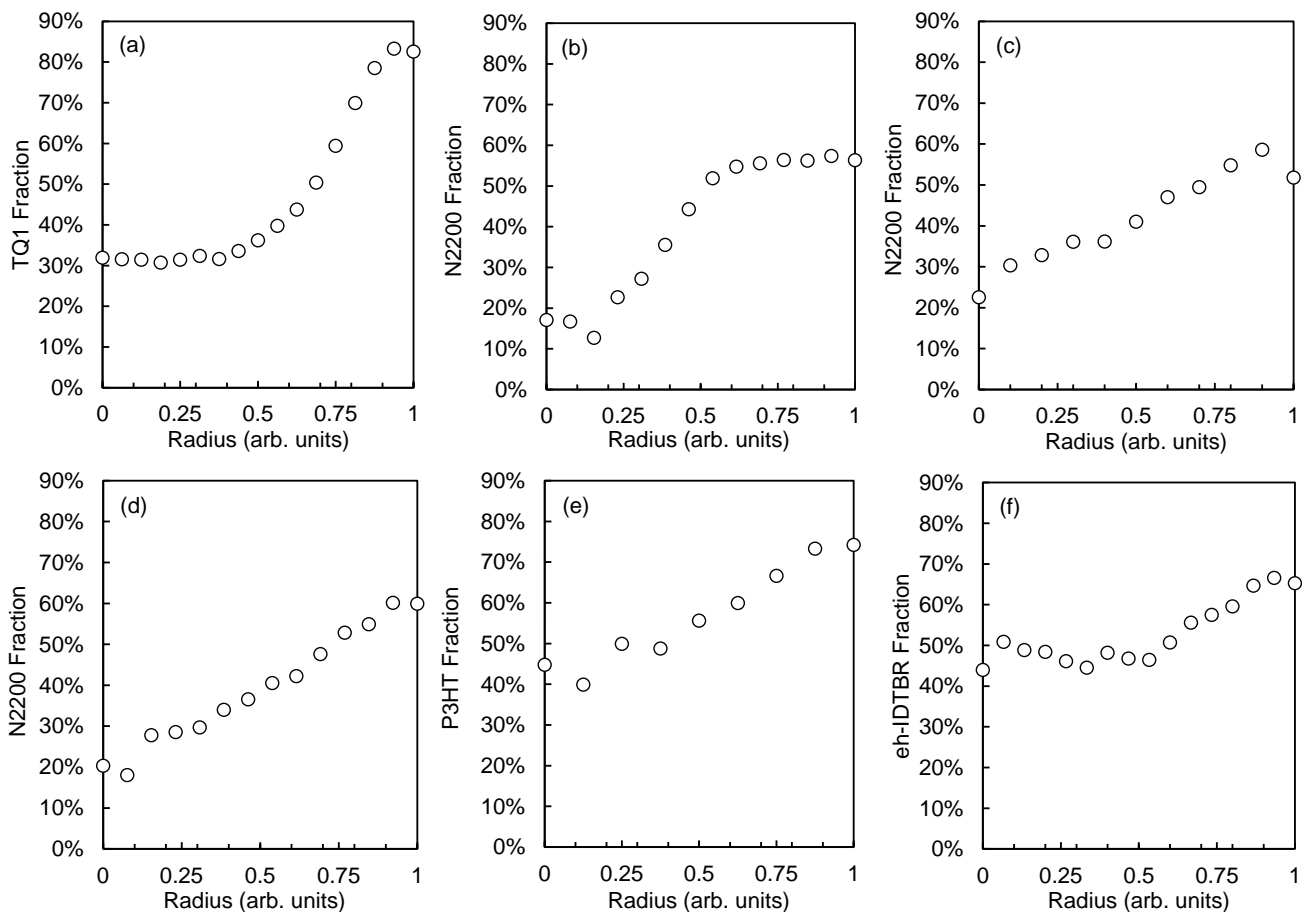 (a)
90%
80%
70%
60%
50%
40%
30%
20%
10%
0%
TQ1 Fraction
0 0.25 0.5 0.75 1
Radius (arb. units)
(b)
90%
80%
70%
60%
50%
40%
30%
20%
10%
0%
N2200 Fraction
0 0.25 0.5 0.75 1
Radius (arb. units)
(c)
90%
80%
70%
60%
50%
40%
30%
20%
10%
0%
N2200 Fraction
0 0.25 0.5 0.75 1
Radius (arb. units)
(d)
90%
80%
70%
60%
50%
40%
30%
20%
10%
0%
N2200 Fraction
0 0.25 0.5 0.75 1
Radius (arb. units)
(e)
90%
80%
70%
60%
50%
40%
30%
20%
10%
0%
P3HT Fraction
0 0.25 0.5 0.75 1
Radius (arb. units)
(f)
90%
80%
70%
60%
50%
40%
30%
20%
10%
0%
eh-IDTBR Fraction
0 0.25 0.5 0.75 1
Radius (arb. units)